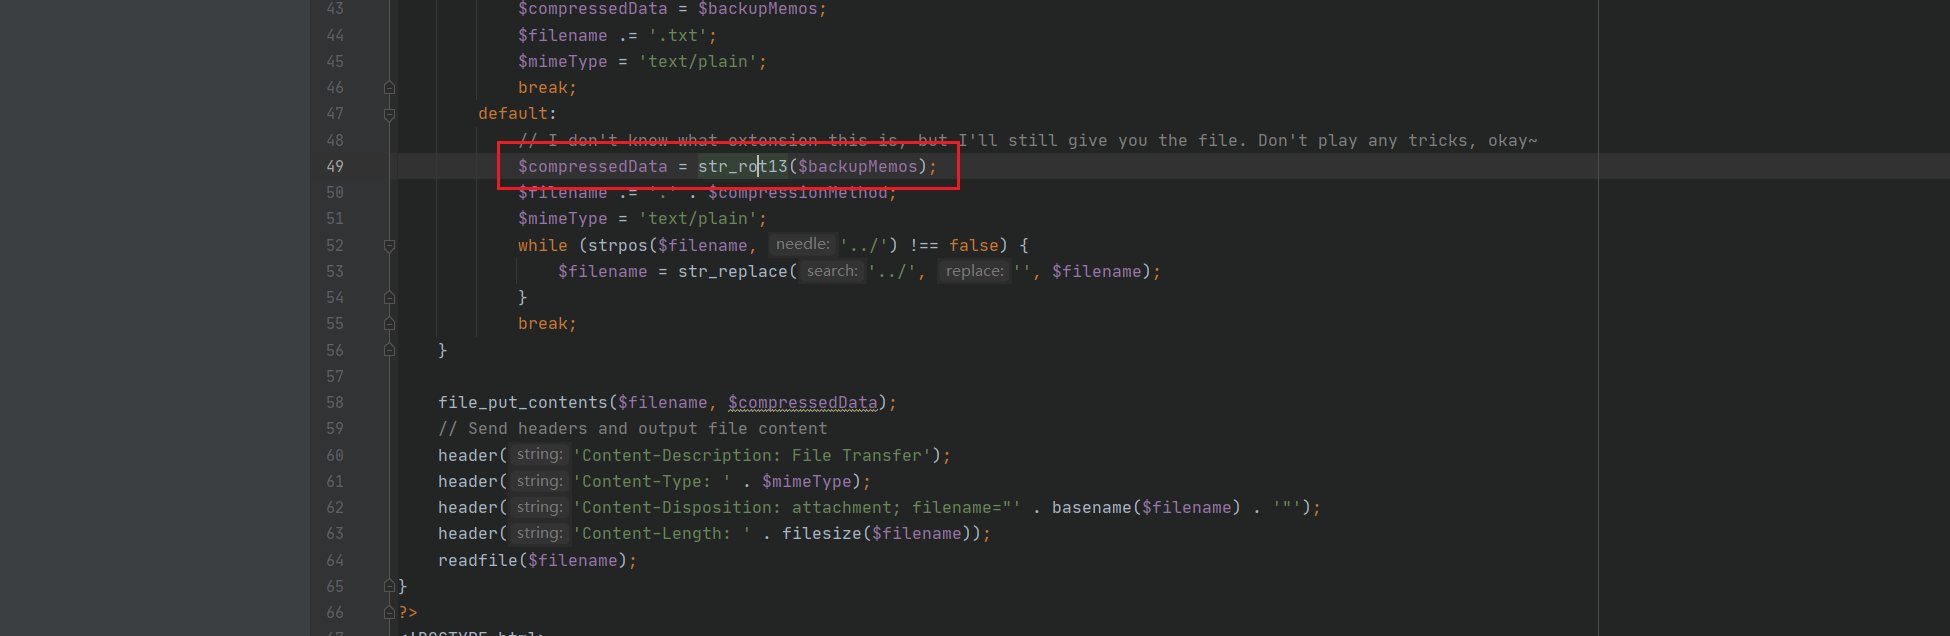 43 $compressedData = $backupMemos;
44 $filename .= '.txt';
45 $mimeType = 'text/plain';
46 break;
47 default:
48 // I don't know what extension this is, but I'll still give you the file. Don't play any tricks, okay~
49 $compressedData = str_rot13($backupMemos);
50 $filename .= '.' . $compressionMethod;
51 $mimeType = 'text/plain';
52 while (strpos($filename, needle: '../') !== false) {
53 $filename = str_replace( search: '../', replace: '', $filename);
54 }
55 break;
56 }
57
58 file_put_contents($filename, $compressedData);
59 // Send headers and output file content
60 header( string: 'Content-Description: File Transfer');
61 header( string: 'Content-Type: ' . $mimeType);
62 header( string: 'Content-Disposition: attachment; filename="' . basename($filename) . '"');
63 header( string: 'Content-Length: ' . filesize($filename));
64 readfile($filename);
65 }
66 ?>
67 <!DOCTYPE html>